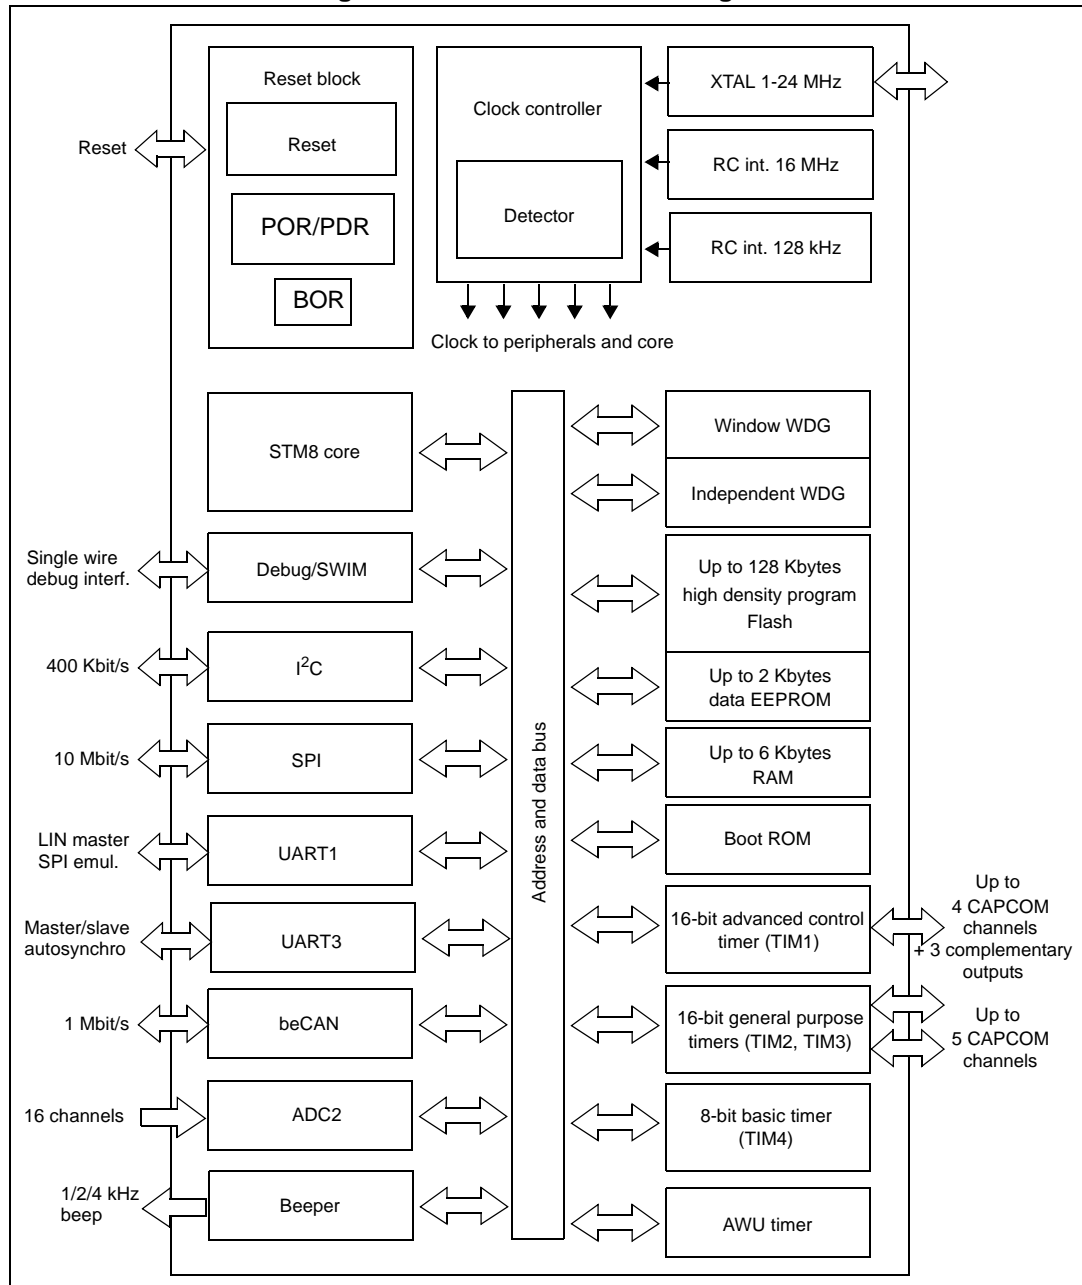 Reset block
Reset
POR/PDR
BOR
Reset
Clock controller
Detector
XTAL 1-24 MHz
RC int. 16 MHz
RC int. 128 kHz
Clock to peripherals and core
STM8 core
Single wire
debug interf.
Debug/SWIM
400 Kbit/s
I2C
10 Mbit/s
SPI
LIN master
SPI emul.
UART1
Master/slave
autosynchro
UART3
1 Mbit/s
beCAN
16 channels
ADC2
1/2/4 kHz
beep
Beeper
Address and data bus
Window WDG
Independent WDG
Up to 128 Kbytes
high density program
Flash
Up to 2 Kbytes
data EEPROM
Up to 6 Kbytes
RAM
Boot ROM
16-bit advanced control
timer (TIM1)
Up to
4 CAPCOM
channels
+ 3 complementary
outputs
16-bit general purpose
timers (TIM2, TIM3)
Up to
5 CAPCOM
channels
8-bit basic timer
(TIM4)
AWU timer